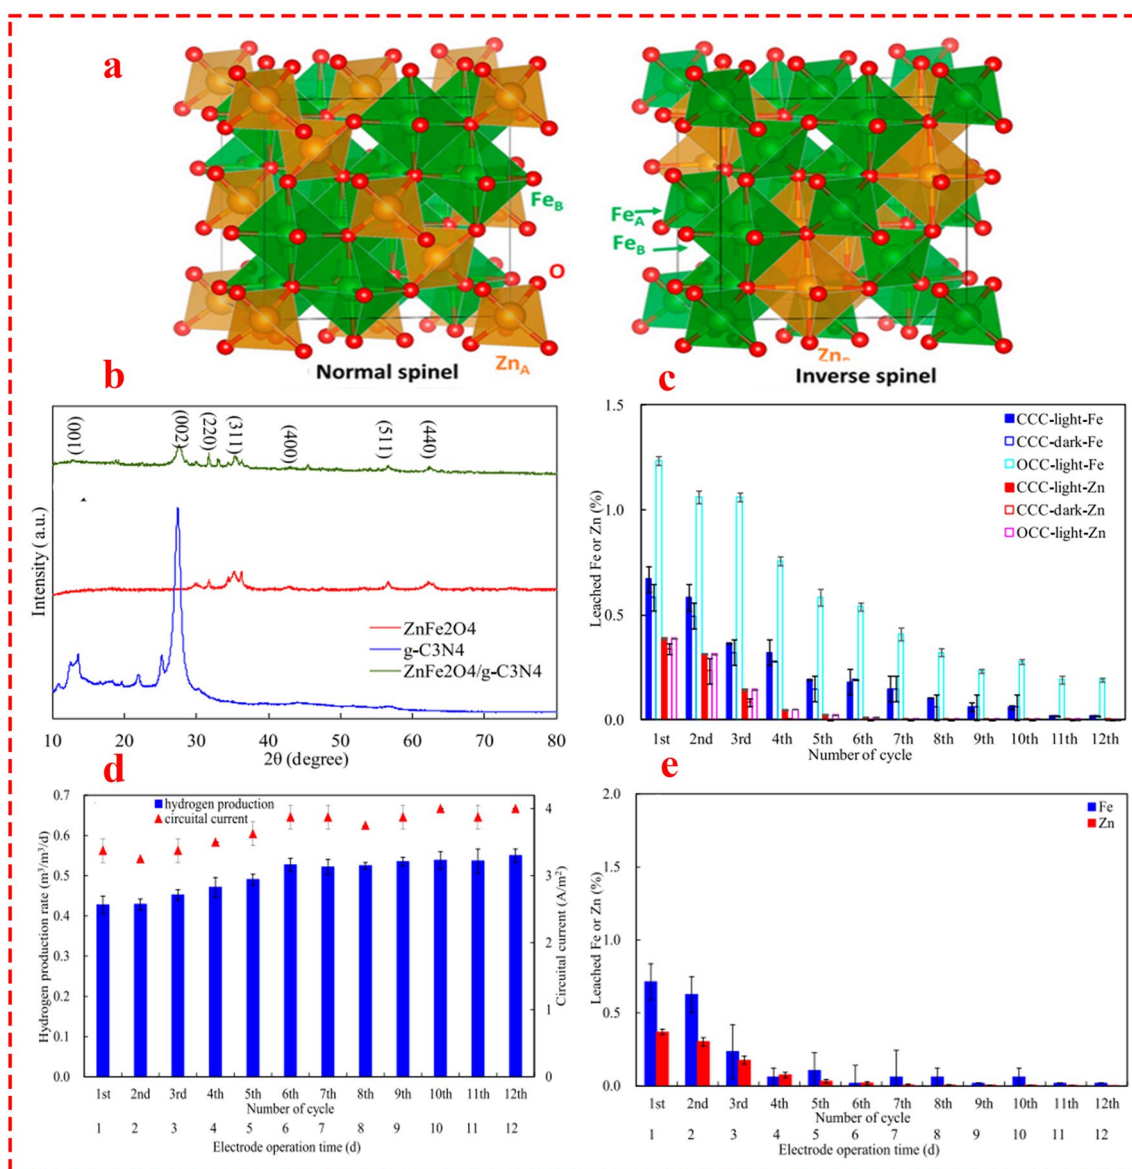 a
Fe_B
O
Zn_A
Normal spinel
Fe_A
Fe_B
Inverse spinel
b
(001)
(002)
(220)
(311)
(400)
(511)
(440)
Intensity ( a.u.)
ZnFe2O4
g-C3N4
ZnFe2O4/g-C3N4
10 20 30 40 50 60 70 80
2θ (degree)
c
1.5
1.0
0.5
0.0
Leached Fe or Zn (%)
CCC-light-Fe
CCC-dark-Fe
OCC-light-Fe
CCC-light-Zn
CCC-dark-Zn
OCC-light-Zn
1st 2nd 3rd 4th 5th 6th 7th 8th 9th 10th 11th 12th
Number of cycle
d
0.7
0.6
0.5
0.4
0.3
0.2
0.1
0.0
Hydrogen production rate (m³/m³/d)
hydrogen production
circuital current
4
3
2
1
0
Circuital current (A/m²)
1st 2nd 3rd 4th 5th 6th 7th 8th 9th 10th 11th 12th
Number of cycle
1 2 3 4 5 6 7 8 9 10 11 12
Electrode operation time (d)
e
2.0
1.5
1.0
0.5
0.0
Leached Fe or Zn (%)
Fe
Zn
1st 2nd 3rd 4th 5th 6th 7th 8th 9th 10th 11th 12th
Number of cycle
1 2 3 4 5 6 7 8 9 10 11 12
Electrode operation time (d)